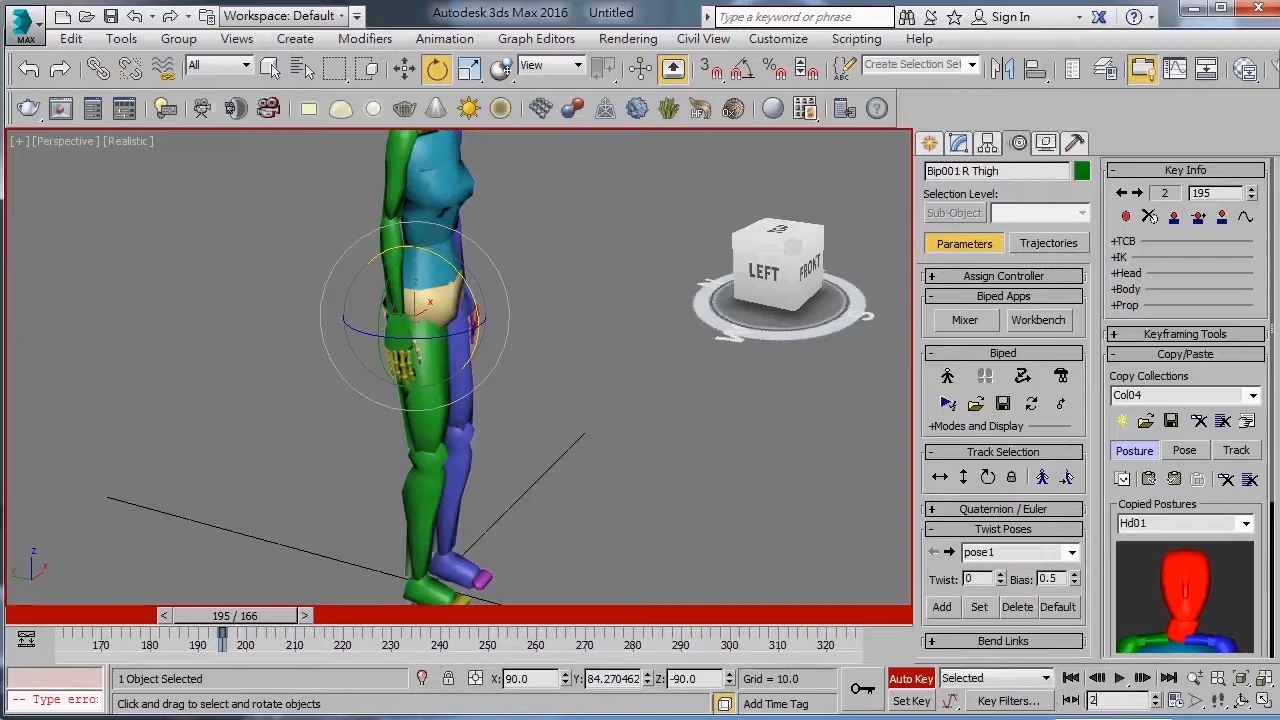 Workspace: Default
Autodesk 3ds Max 2016
Untitled
Type a keyword or phrase
Sign In
MAX
Edit
Tools
Group
Views
Create
Modifiers
Animation
Graph Editors
Rendering
Civil View
Customize
Scripting
Help
All
View
Create Selection Set
[+] [Perspective ] [Realistic ]
LEFT
FRONT
z
x
z
x
y
Bip001 R Thigh
Selection Level:
Sub-Object
Parameters
Trajectories
+ Assign Controller
- Biped Apps
Mixer
Workbench
- Biped
+Modes and Display
- Track Selection
+ Quaternion / Euler
- Twist Poses
pose1
Twist: 0
Bias: 0.5
Add
Set
Delete
Default
+ Bend Links
- Key Info
2
195
+TCB
+IK
+Head
+Body
+Prop
+ Keyframing Tools
- Copy/Paste
Copy Collections
Col04
Posture
Pose
Track
Copied Postures
Hd01
< 195 / 166 >
170 180 190 200 210 220 230 240 250 260 270 280 290 300 310 320
1 Object Selected
X: 90.0
Y: 84.270462
Z: -90.0
Grid = 10.0
Auto Key
Selected
-- Type erro
Click and drag to select and rotate objects
Add Time Tag
Set Key
Key Filters...
2